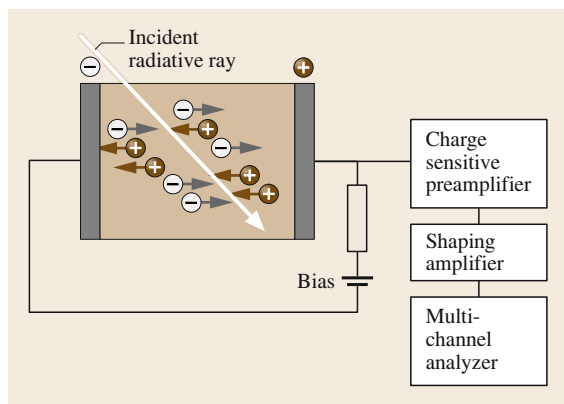 Incident
radiative ray
Charge
sensitive
preamplifier
Shaping
amplifier
Bias
Multi-
channel
analyzer